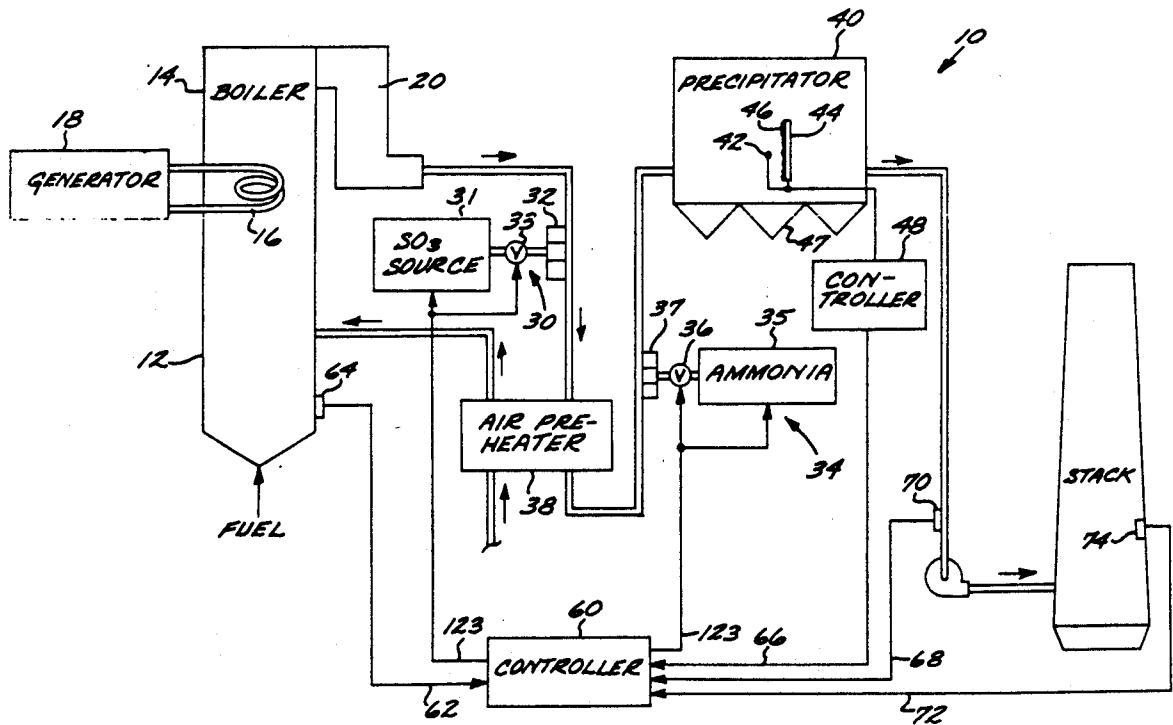 40
10
14
BOILER
20
PRECIPITATOR
46
44
42
18
GENERATOR
16
31
32
33
SO3
SOURCE
30
47
48
CON-
TROLLER
37
36
35
AMMONIA
12
64
AIR PRE-
HEATER
34
38
STACK
FUEL
70
74
60
123
123
CONTROLLER
66
68
62
72